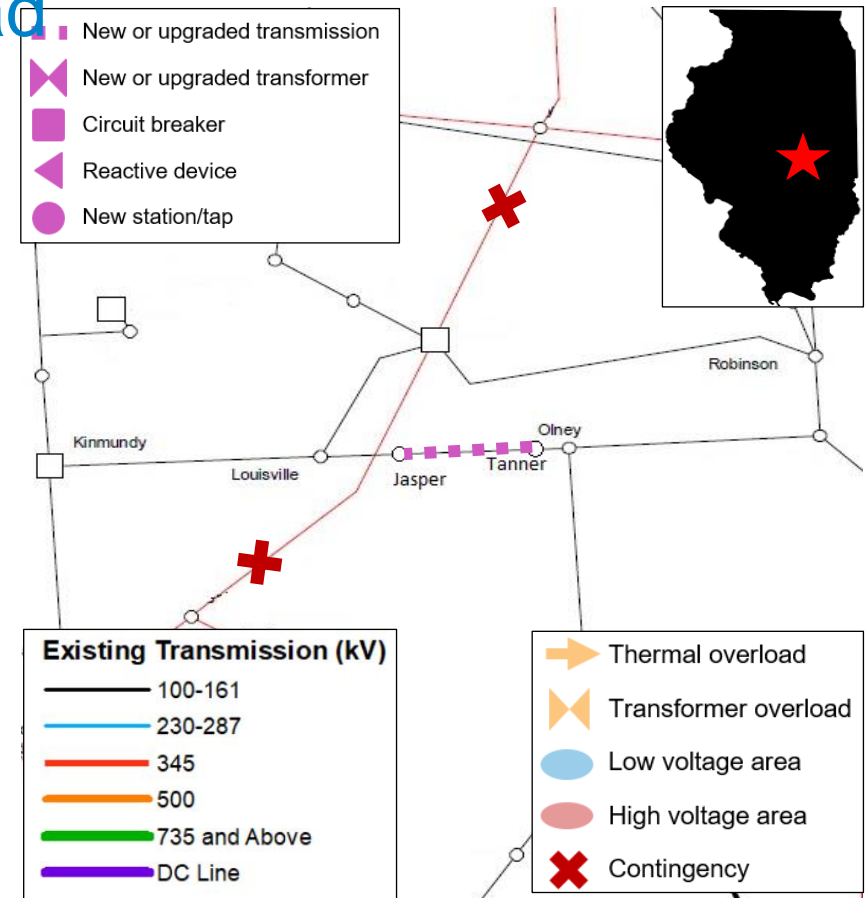 New or upgraded transmission
New or upgraded transformer
Circuit breaker
Reactive device
New station/tap
Robinson
Olney
Kinmundy
Louisville
Tanner
Jasper
Existing Transmission (kV)
100-161
230-287
345
500
735 and Above
DC Line
Thermal overload
Transformer overload
Low voltage area
High voltage area
Contingency